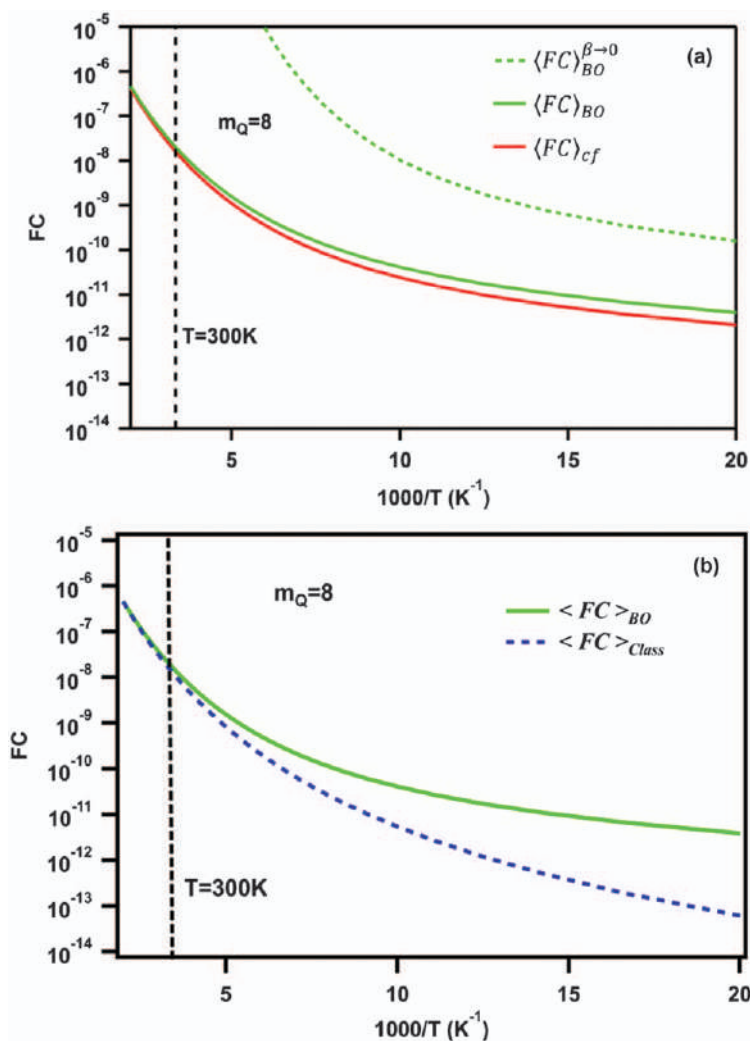 10⁻⁵
(a)
10⁻⁶
⟨FC⟩_BO^β→0
10⁻⁷
m_Q=8
⟨FC⟩_BO
10⁻⁸
⟨FC⟩_cf
FC
10⁻⁹
10⁻¹⁰
10⁻¹¹
10⁻¹²
T=300K
10⁻¹³
10⁻¹⁴
5 10 15 20
1000/T (K⁻¹)
10⁻⁵
(b)
10⁻⁶
m_Q=8
< FC >_BO
10⁻⁷
< FC >_Class
10⁻⁸
10⁻⁹
FC
10⁻¹⁰
10⁻¹¹
10⁻¹²
T=300K
10⁻¹³
10⁻¹⁴
5 10 15 20
1000/T (K⁻¹)